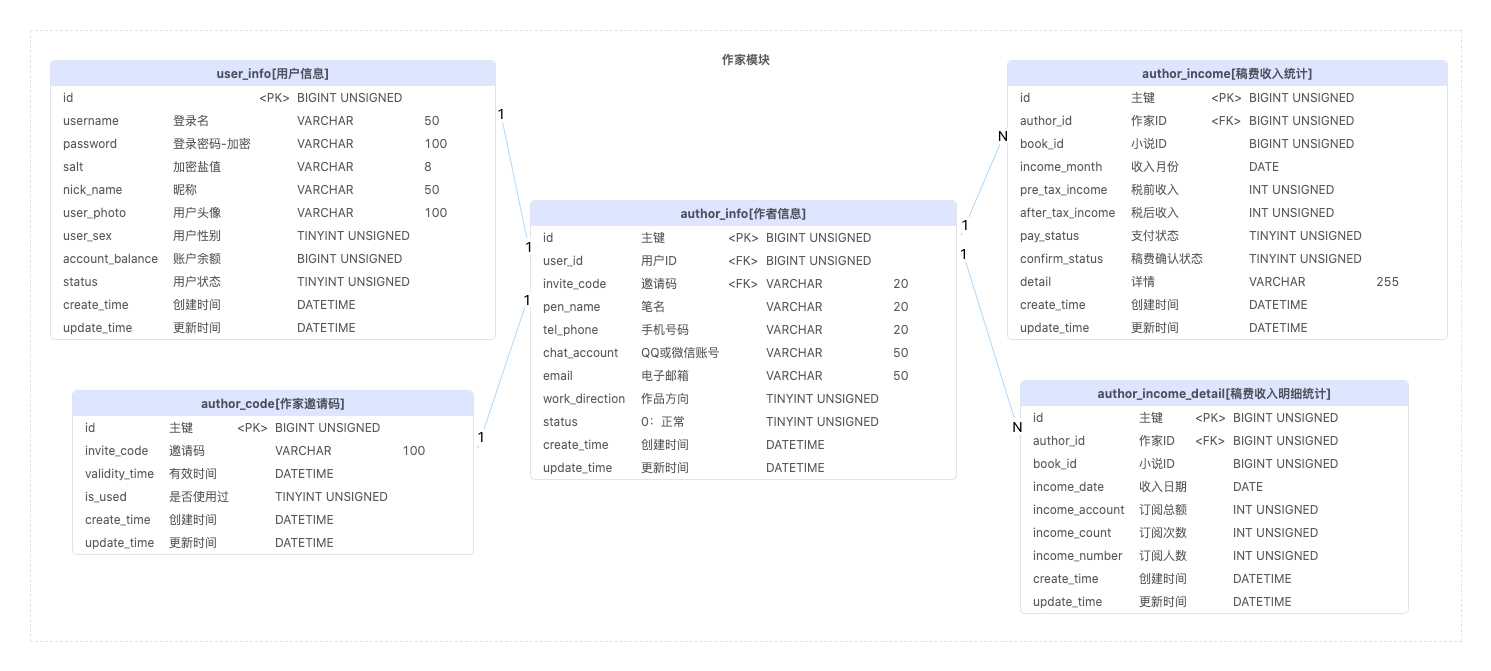 作家模块
user_info[用户信息]
id <PK> BIGINT UNSIGNED
username 登录名 VARCHAR 50
password 登录密码-加密 VARCHAR 100
salt 加密盐值 VARCHAR 8
nick_name 昵称 VARCHAR 50
user_photo 用户头像 VARCHAR 100
user_sex 用户性别 TINYINT UNSIGNED
account_balance 账户余额 BIGINT UNSIGNED
status 用户状态 TINYINT UNSIGNED
create_time 创建时间 DATETIME
update_time 更新时间 DATETIME
1
1
author_code[作家邀请码]
id 主键 <PK> BIGINT UNSIGNED
invite_code 邀请码 VARCHAR 100
validity_time 有效时间 DATETIME
is_used 是否使用过 TINYINT UNSIGNED
create_time 创建时间 DATETIME
update_time 更新时间 DATETIME
1
1
author_info[作者信息]
id 主键 <PK> BIGINT UNSIGNED
user_id 用户ID <FK> BIGINT UNSIGNED
invite_code 邀请码 <FK> VARCHAR 20
pen_name 笔名 VARCHAR 20
tel_phone 手机号码 VARCHAR 20
chat_account QQ或微信账号 VARCHAR 50
email 电子邮箱 VARCHAR 50
work_direction 作品方向 TINYINT UNSIGNED
status 0：正常 TINYINT UNSIGNED
create_time 创建时间 DATETIME
update_time 更新时间 DATETIME
1
N
author_income[稿费收入统计]
id 主键 <PK> BIGINT UNSIGNED
author_id 作家ID <FK> BIGINT UNSIGNED
book_id 小说ID BIGINT UNSIGNED
income_month 收入月份 DATE
pre_tax_income 税前收入 INT UNSIGNED
after_tax_income 税后收入 INT UNSIGNED
pay_status 支付状态 TINYINT UNSIGNED
confirm_status 稿费确认状态 TINYINT UNSIGNED
detail 详情 VARCHAR 255
create_time 创建时间 DATETIME
update_time 更新时间 DATETIME
1
N
author_income_detail[稿费收入明细统计]
id 主键 <PK> BIGINT UNSIGNED
author_id 作家ID <FK> BIGINT UNSIGNED
book_id 小说ID BIGINT UNSIGNED
income_date 收入日期 DATE
income_account 订阅总额 INT UNSIGNED
income_count 订阅次数 INT UNSIGNED
income_number 订阅人数 INT UNSIGNED
create_time 创建时间 DATETIME
update_time 更新时间 DATETIME